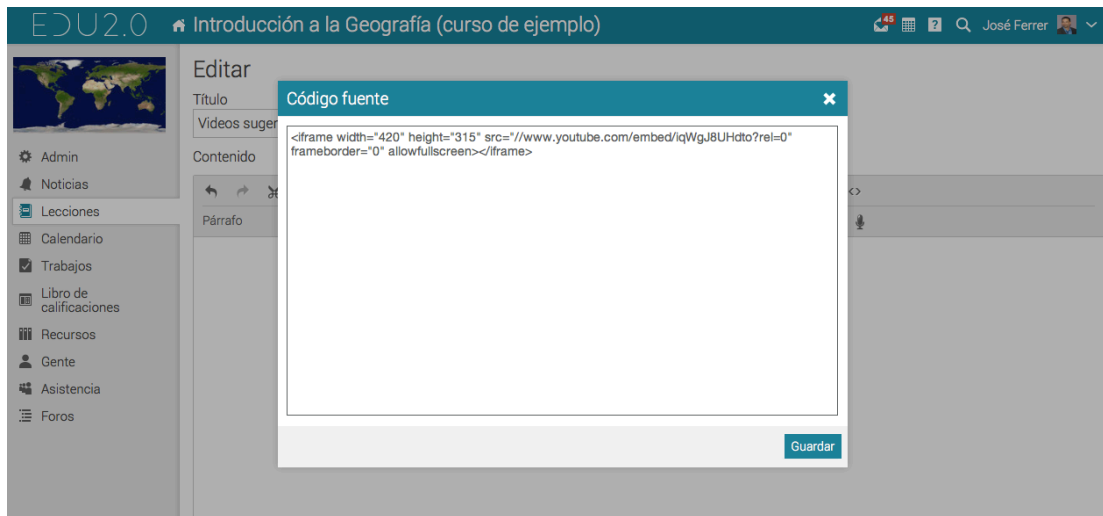 EDU2.0
Introducción a la Geografía (curso de ejemplo)
45
?
José Ferrer
Editar
Título
Videos suger
Contenido
Párrafo
Admin
Noticias
Lecciones
Calendario
Trabajos
Libro de
calificaciones
Recursos
Gente
Asistencia
Foros
Código fuente
<iframe width="420" height="315" src="//www.youtube.com/embed/iqWgJ8UHdto?rel=0"
frameborder="0" allowfullscreen></iframe>
Guardar